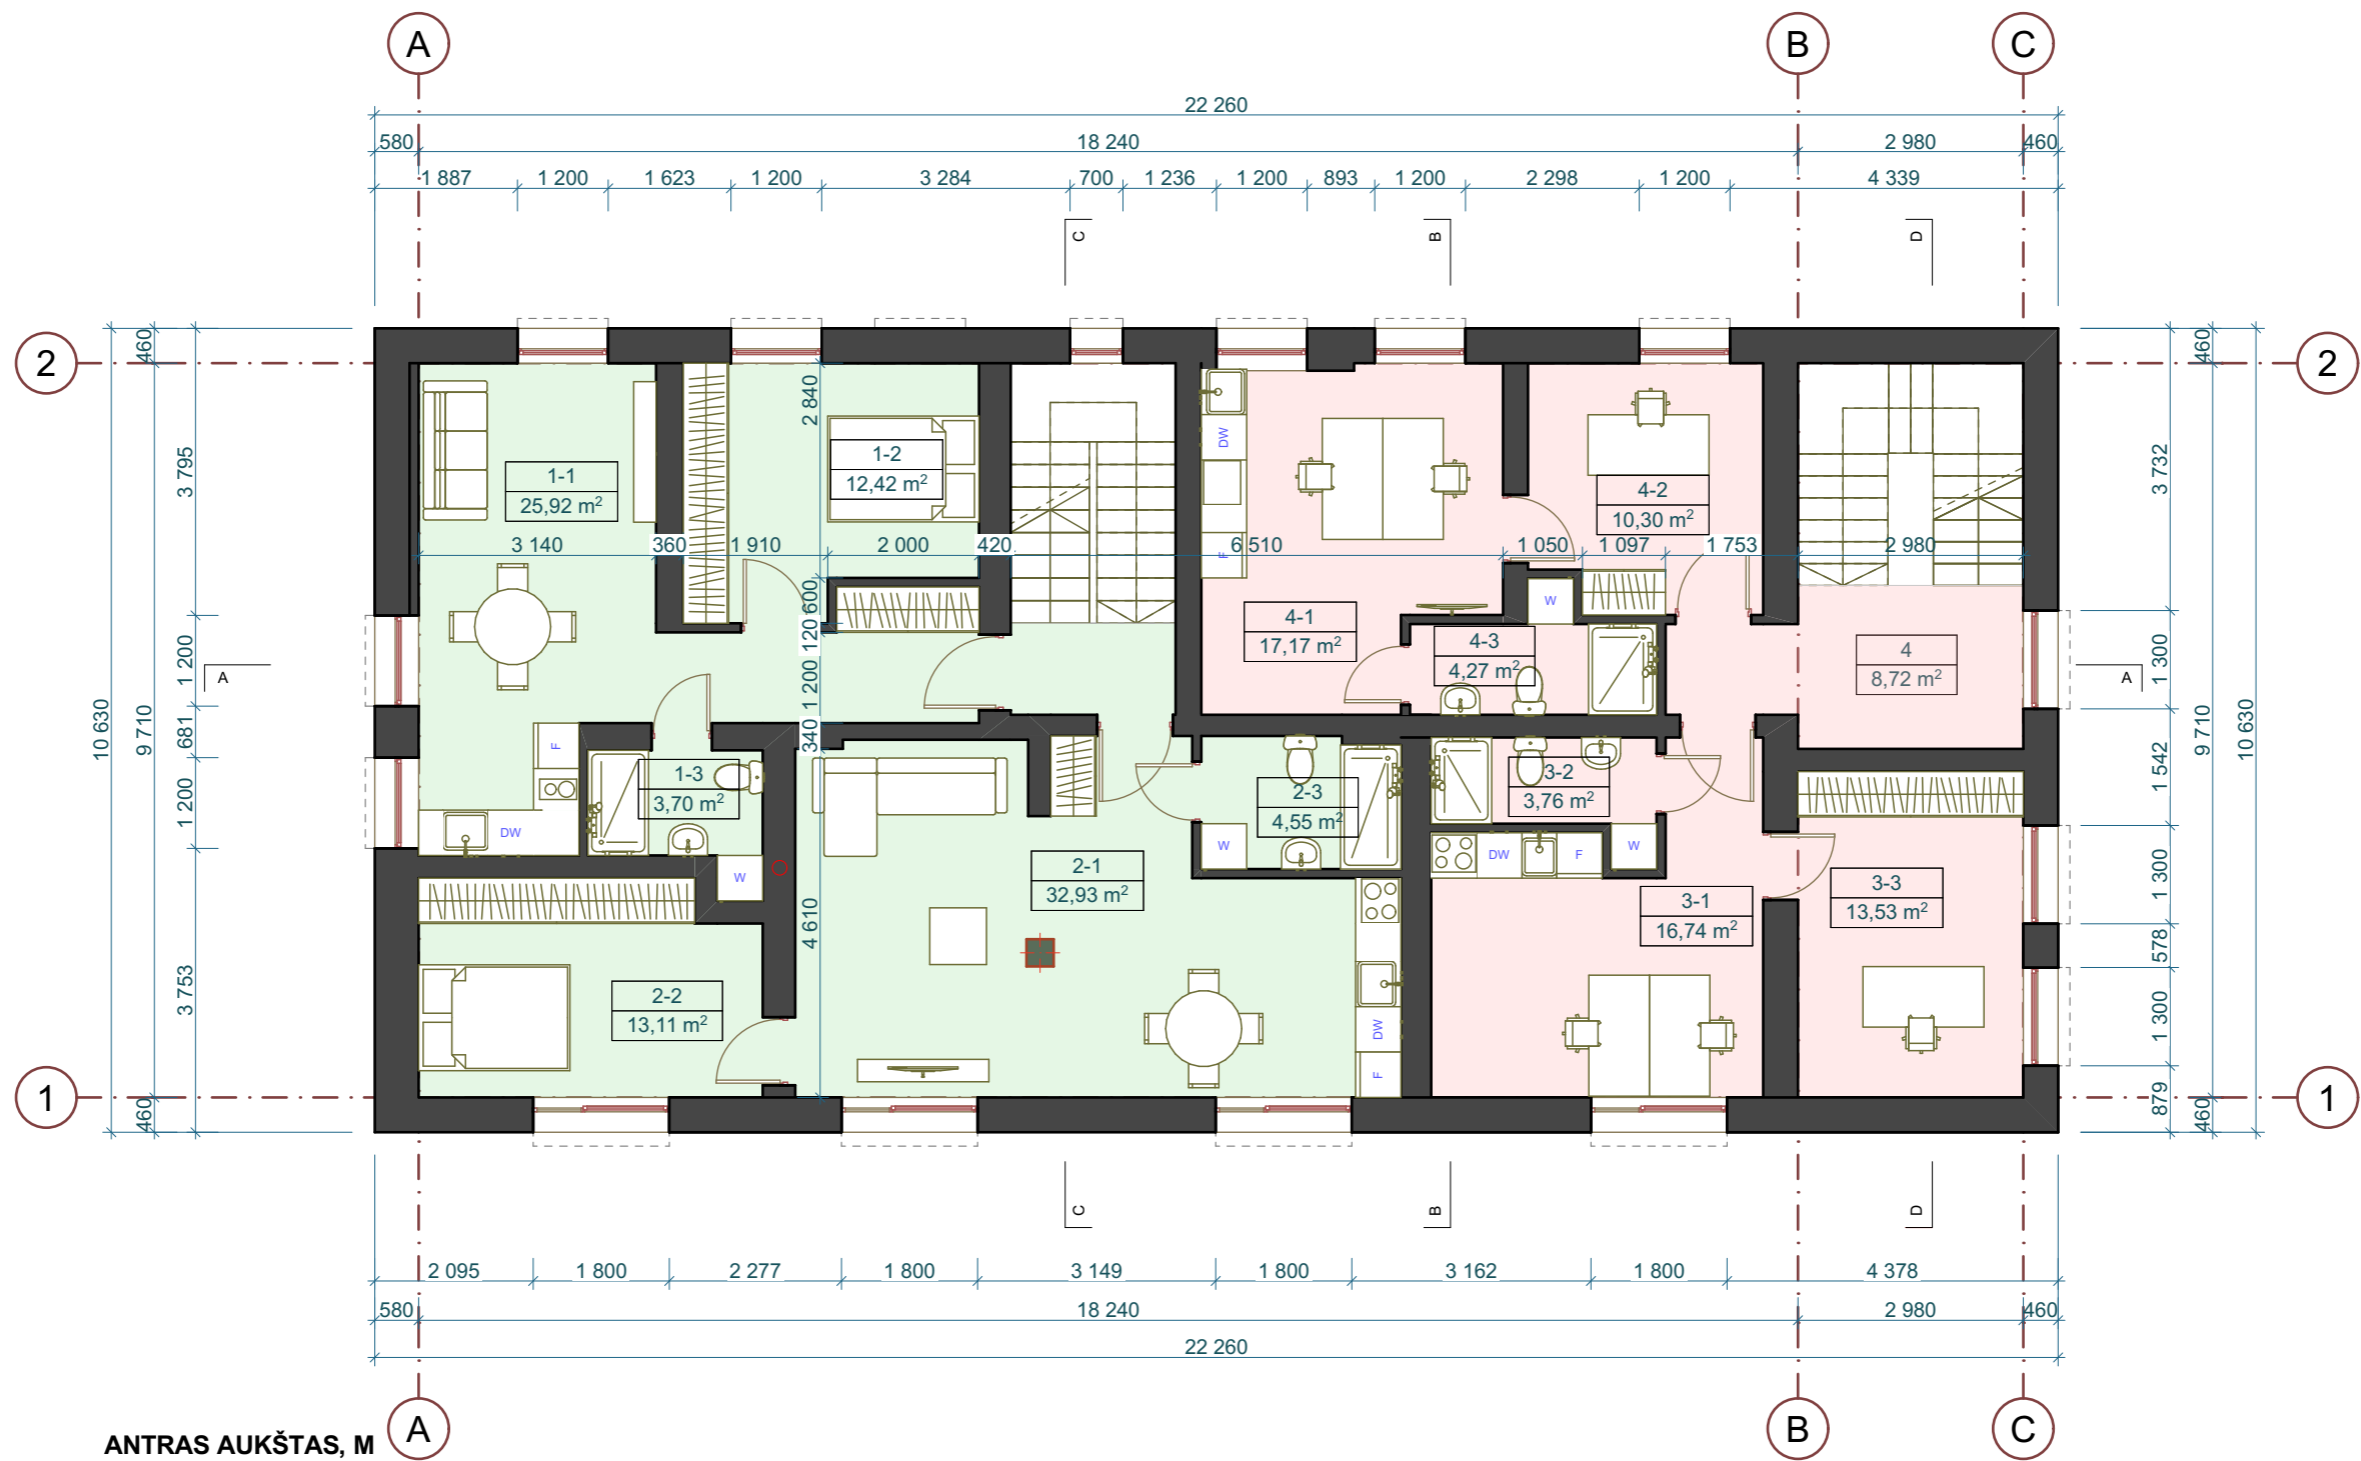 A B C
22 260
580 18 240 2 980 460
1 887 1 200 1 623 1 200 3 284 700 1 236 1 200 893 1 200 2 298 1 200 4 339
C B D
2 2
460 460
3 795 3 732
1 200 1 300
681 1 542
1 200 1 300
578
3 753 1 300
879
460 460
9 710 9 710
10 630 10 630
A A
1 1
2 840
1-1
25,92 m²
1-2
12,42 m²
DW
4-2
10,30 m²
3 140 360 1 910 2 000 420 6 510 1 050 1 097 1 753 2 980
F
600
120
1 200
340
W
4-1
17,17 m²
4-3
4,27 m²
4
8,72 m²
F
DW
1-3
3,70 m²
W
2-3
4,55 m²
W
3-2
3,76 m²
DW F W
2-1
32,93 m²
3-1
16,74 m²
3-3
13,53 m²
4 610
2-2
13,11 m²
DW
F
C B D
2 095 1 800 2 277 1 800 3 149 1 800 3 162 1 800 4 378
580 18 240 2 980 460
22 260
A B C
ANTRAS AUKŠTAS, M